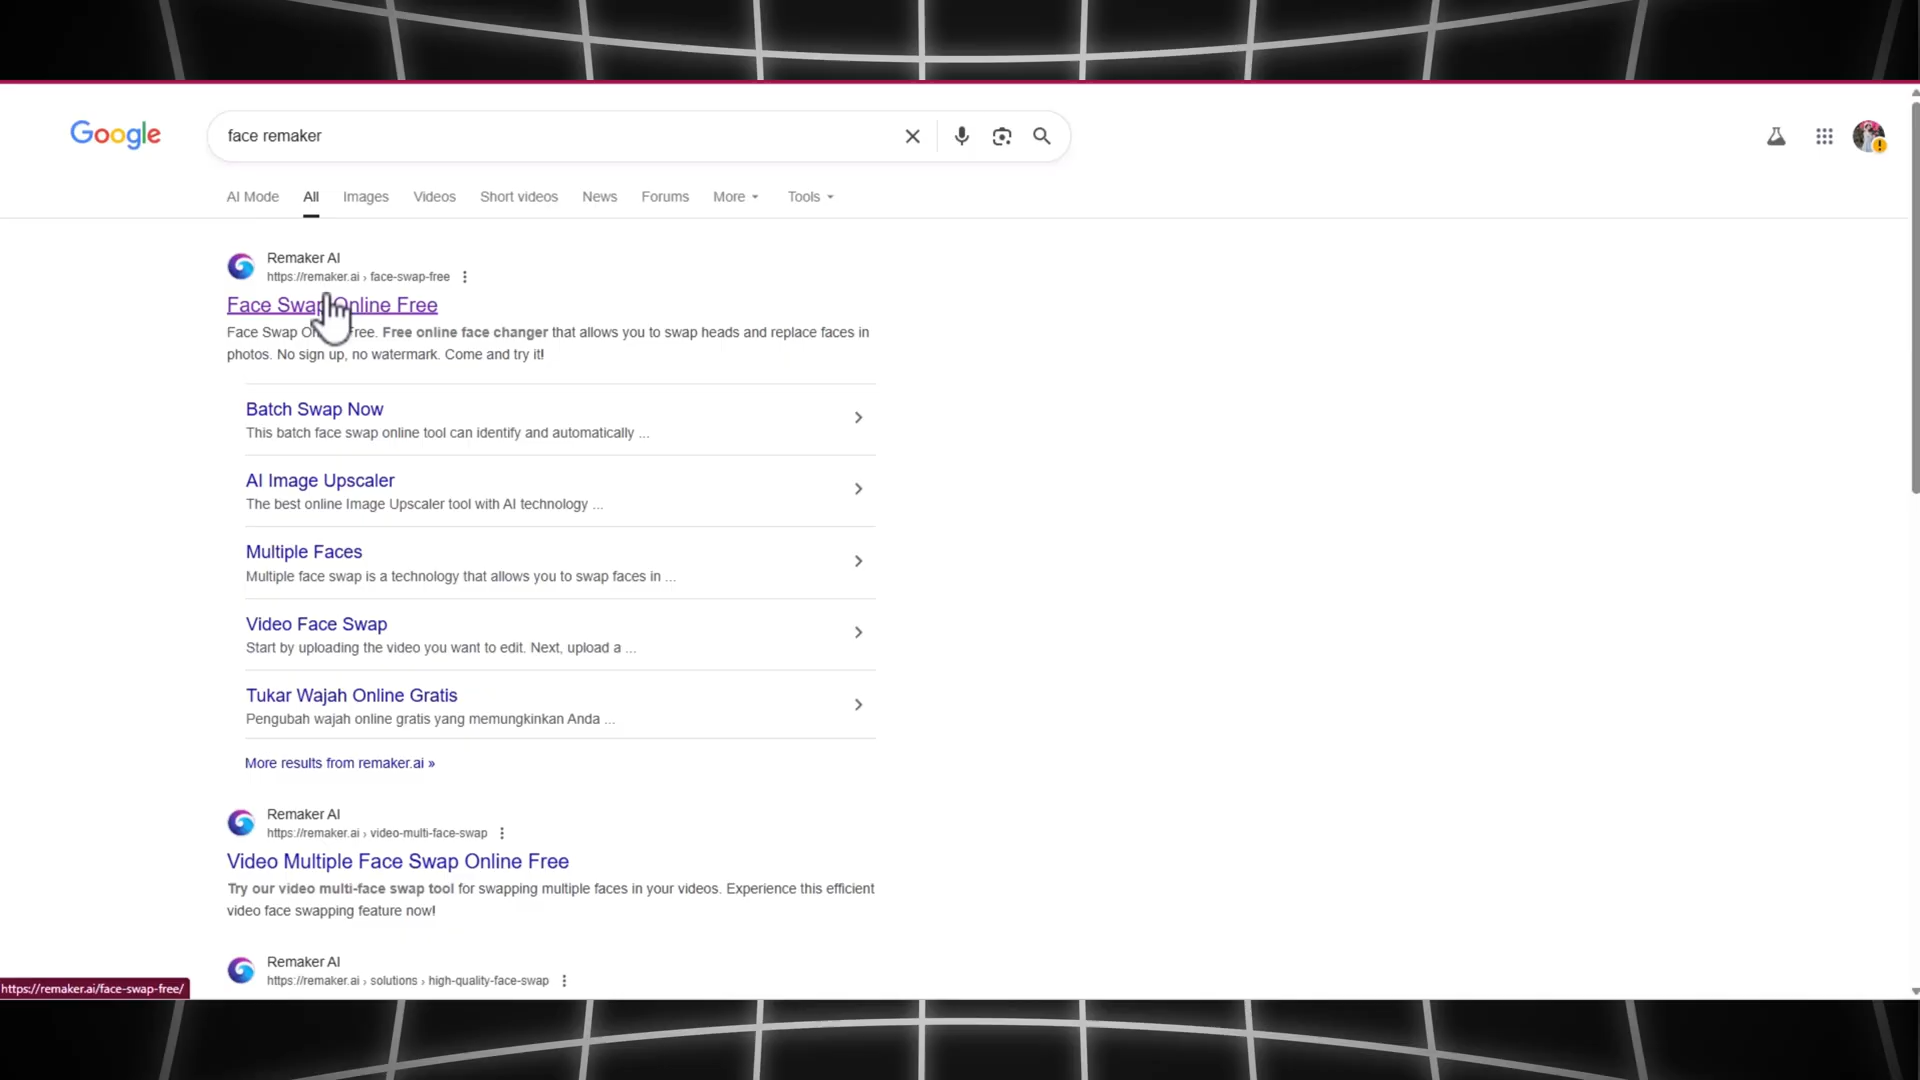 Google
face remaker
AI Mode
All
Images
Videos
Short videos
News
Forums
More
Tools
Remaker AI
https://remaker.ai › face-swap-free
Face Swap Online Free
Face Swap Free. Free online face changer that allows you to swap heads and replace faces in
photos. No sign up, no watermark. Come and try it!
Batch Swap Now
This batch face swap online tool can identify and automatically ...
AI Image Upscaler
The best online Image Upscaler tool with AI technology ...
Multiple Faces
Multiple face swap is a technology that allows you to swap faces in ...
Video Face Swap
Start by uploading the video you want to edit. Next, upload a ...
Tukar Wajah Online Gratis
Pengubah wajah online gratis yang memungkinkan Anda ...
More results from remaker.ai »
Remaker AI
https://remaker.ai › video-multi-face-swap
Video Multiple Face Swap Online Free
Try our video multi-face swap tool for swapping multiple faces in your videos. Experience this efficient
video face swapping feature now!
Remaker AI
https://remaker.ai › solutions › high-quality-face-swap
https://remaker.ai/face-swap-free/